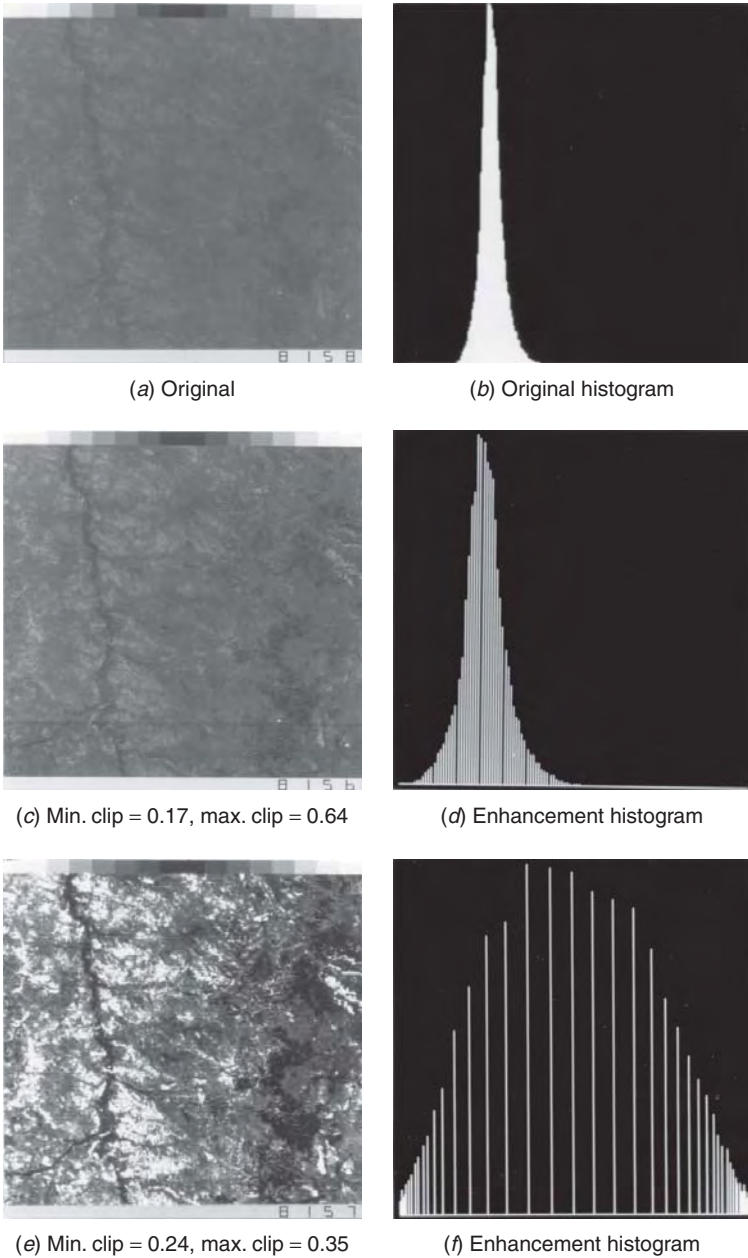 8 1 5 8
(a) Original
(b) Original histogram
8 1 5 6
(c) Min. clip = 0.17, max. clip = 0.64
(d) Enhancement histogram
8 1 5 7
(e) Min. clip = 0.24, max. clip = 0.35
(f) Enhancement histogram